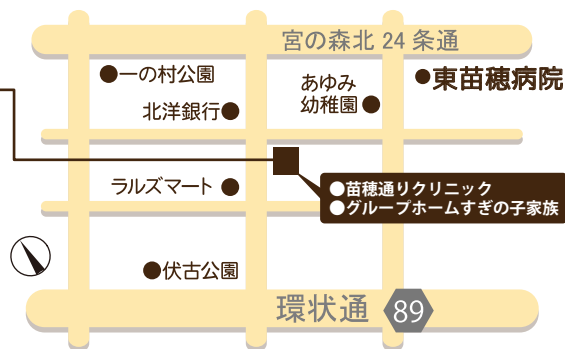 宮の森北24条通
●一の村公園
あゆみ
幼稚園●
●東苗穂病院
北洋銀行●
●苗穂通りクリニック
●グループホームすぎの子家族
ラルズマート●
●伏古公園
環状通 89